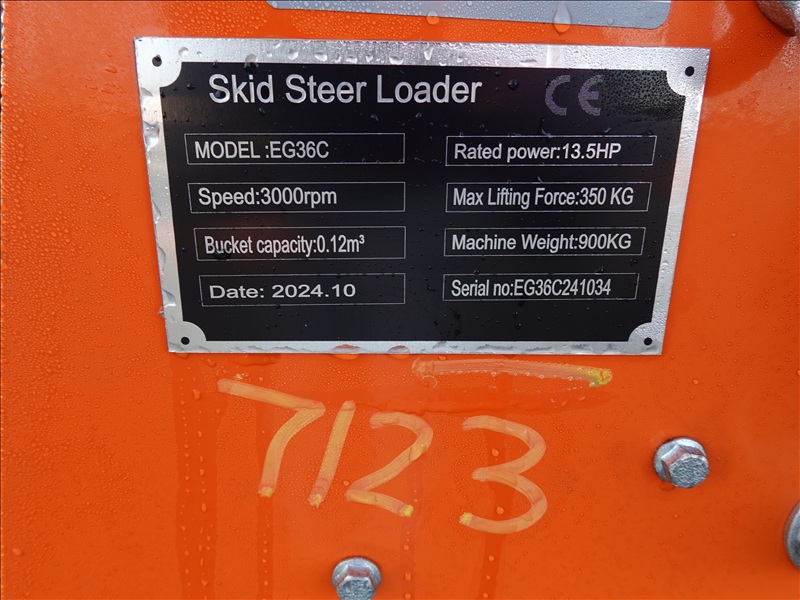 Skid Steer Loader CE
MODEL :EG36C
Rated power:13.5HP
Speed:3000rpm
Max Lifting Force:350 KG
Bucket capacity:0.12m³
Machine Weight:900KG
Date: 2024.10
Serial no:EG36C241034
7123